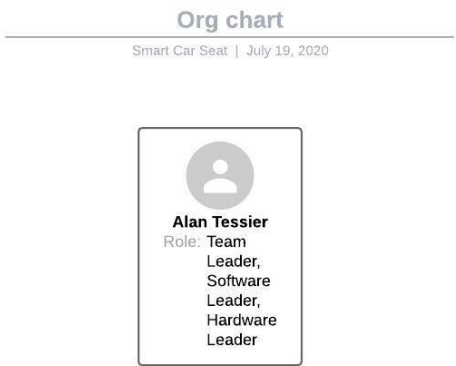 Org chart
Smart Car Seat | July 19, 2020
Alan Tessier
Role: Team
Leader,
Software
Leader,
Hardware
Leader